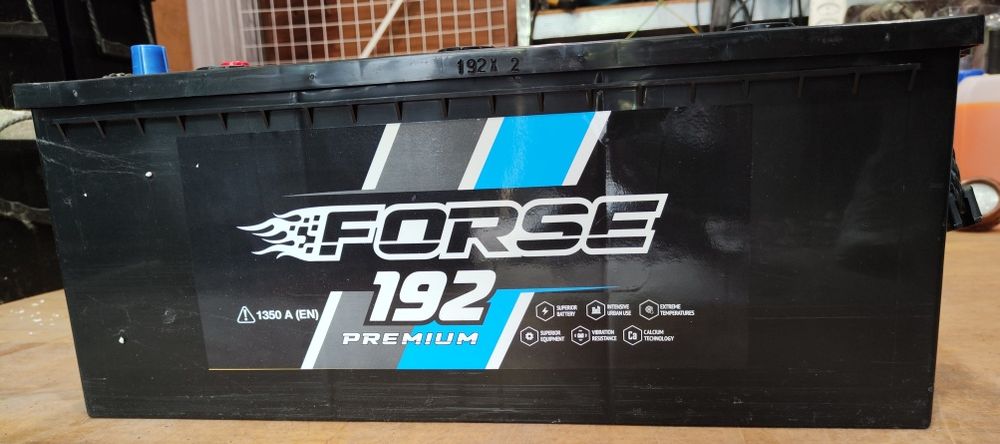 192X 2
FORSE
192
PREMIUM
1350 A (EN)
SUPERIOR
BATTERY
INTENSIVE
URBAN USE
EXTREME
TEMPERATURES
SUPERIOR
EQUIPMENT
VIBRATION
RESISTANCE
Ca
CALCIUM
TECHNOLOGY